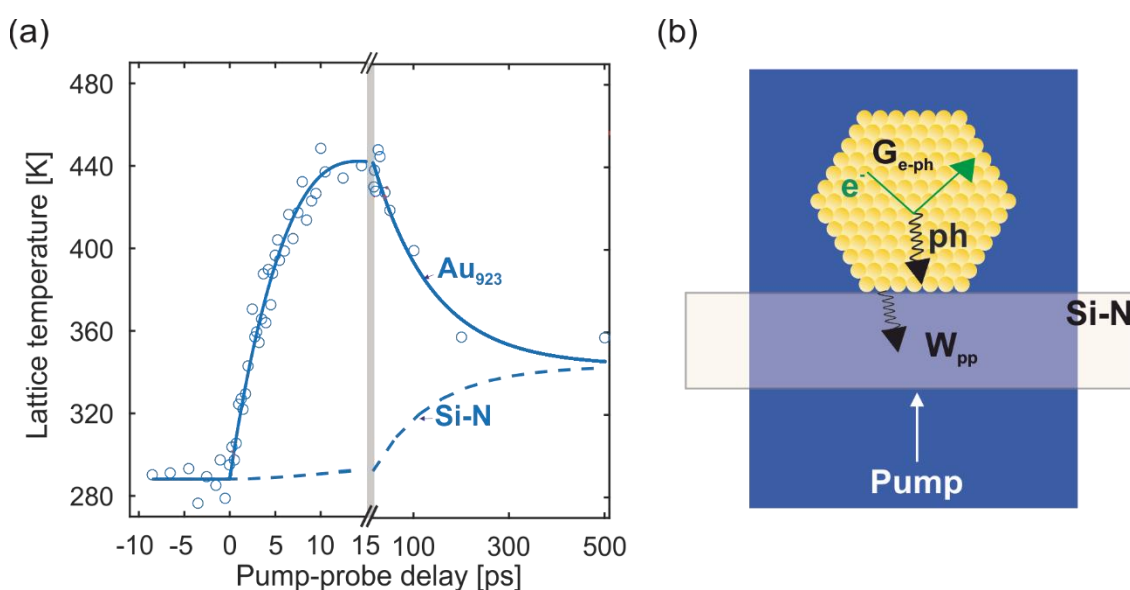 (a)
(b)
480
440
400
360
320
280
Lattice temperature [K]
Au923
Si-N
-10 -5 0 5 10 15 100 300 500
Pump-probe delay [ps]
Ge-ph
e-
ph
Si-N
Wpp
Pump